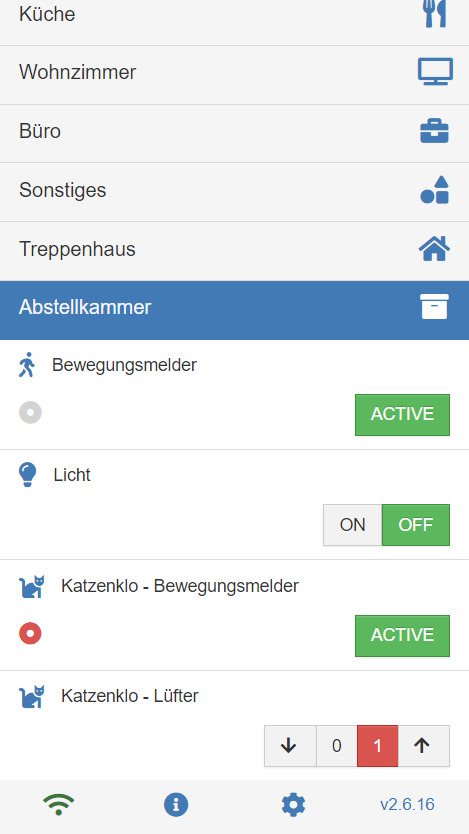 Küche
Wohnzimmer
Büro
Sonstiges
Treppenhaus
Abstellkammer
Bewegungsmelder
ACTIVE
Licht
ON OFF
Katzenklo - Bewegungsmelder
ACTIVE
Katzenklo - Lüfter
0 1
v2.6.16